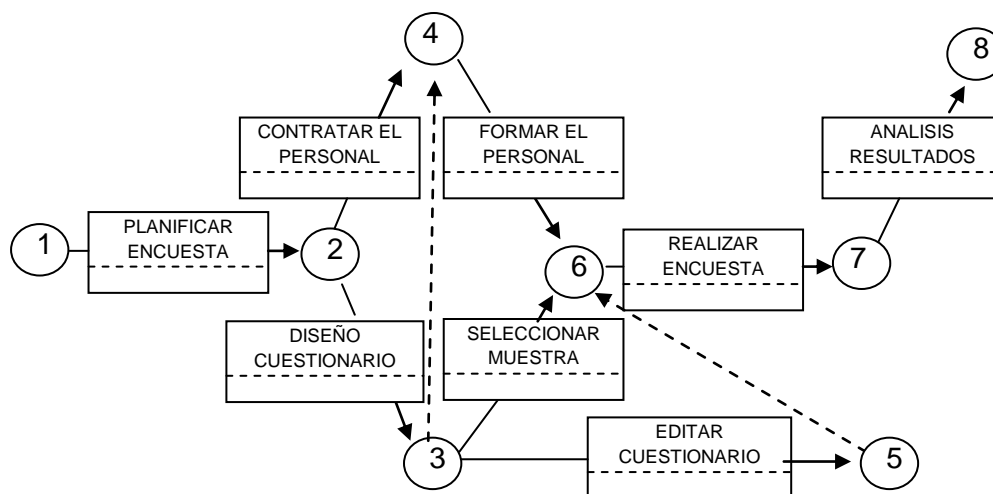 4
8
CONTRATAR EL
PERSONAL
FORMAR EL
PERSONAL
ANALISIS
RESULTADOS
1
PLANIFICAR
ENCUESTA
2
6
REALIZAR
ENCUESTA
7
DISEÑO
CUESTIONARIO
SELECCIONAR
MUESTRA
3
EDITAR
CUESTIONARIO
5